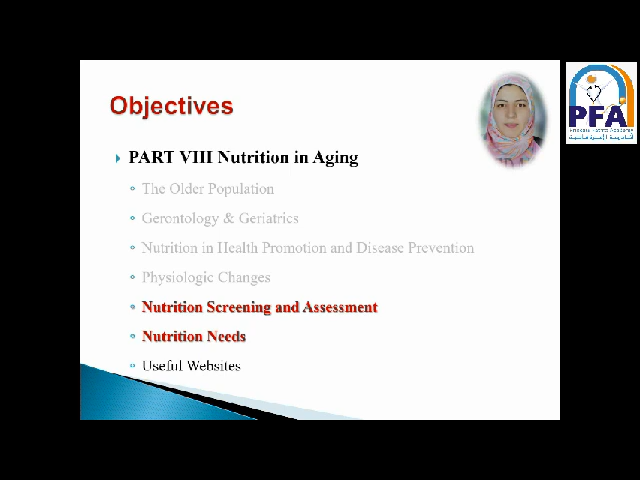 Objectives
PFA
PART VIII Nutrition in Aging
The Older Population
Gerontology & Geriatrics
Nutrition in Health Promotion and Disease Prevention
Physiologic Changes
Nutrition Screening and Assessment
Nutrition Needs
Useful Websites